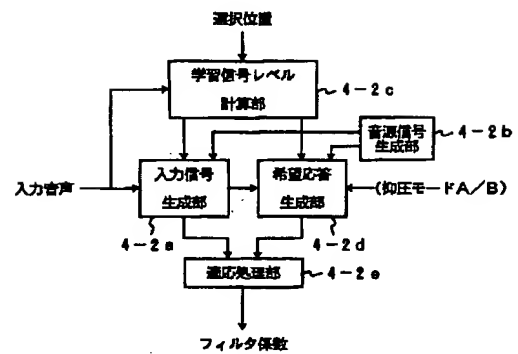 選択位置
学習信号レベル
計算部
4-2c
音源信号
生成部
4-2b
入力音声
入力信号
生成部
希望応答
生成部
(抑圧モードA/B)
4-2a
4-2d
適応処理部
4-2e
フィルタ係数